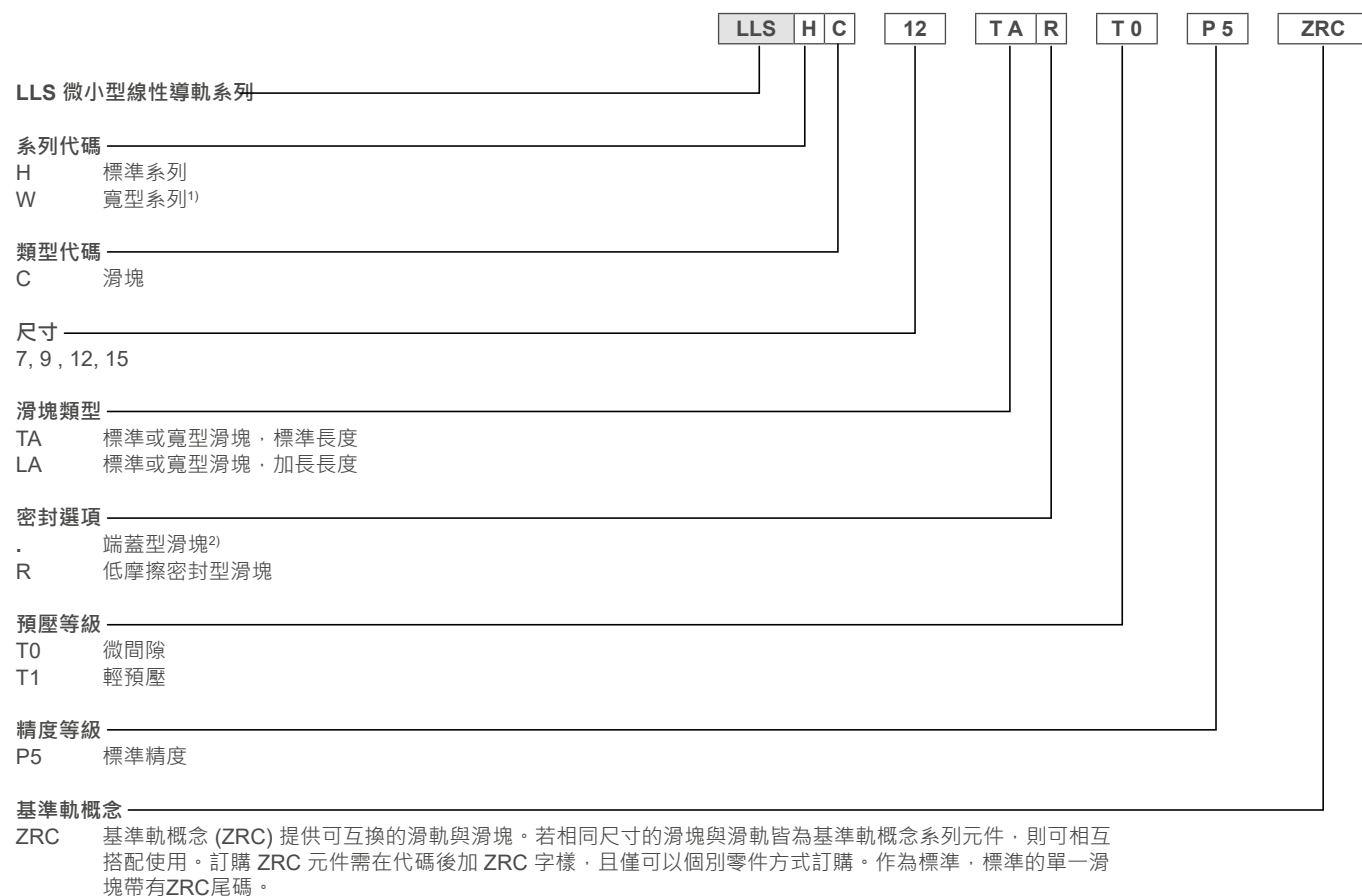 LLS H C 12 T A R T 0 P 5 ZRC
LLS 微小型線性導軌系列
系列代碼
H 標準系列
W 寬型系列1)
類型代碼
C 滑塊
尺寸
7, 9 , 12, 15
滑塊類型
TA 標準或寬型滑塊，標準長度
LA 標準或寬型滑塊，加長長度
密封選項
. 端蓋型滑塊2)
R 低摩擦密封型滑塊
預壓等級
T0 微間隙
T1 輕預壓
精度等級
P5 標準精度
基準軌概念
ZRC 基準軌概念 (ZRC) 提供可互換的滑軌與滑塊。若相同尺寸的滑塊與滑軌皆為基準軌概念系列元件，則可相互
搭配使用。訂購 ZRC 元件需在代碼後加 ZRC 字樣，且僅可以個別零件方式訂購。作為標準，標準的單一滑
塊帶有ZRC尾碼。